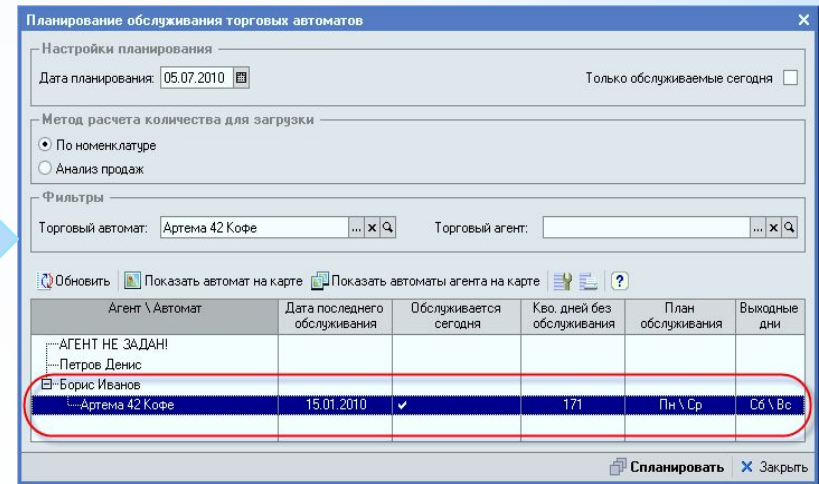 Планирование обслуживания торговых автоматов
Настройки планирования
Дата планирования: 05.07.2010 Только обслуживаемые сегодня
Метод расчета количества для загрузки
По номенклатуре
Анализ продаж
Фильтры
Торговый автомат: Артема 42 Кофе ... x Торговый агент: ... x
Обновить Показать автомат на карте Показать автоматы агента на карте ?
Агент \ Автомат Дата последнего обслуживания Обслуживается сегодня Кво. дней без обслуживания План обслуживания Выходные дни
АГЕНТ НЕ ЗАДАН!
Петров Денис
Борис Иванов
Артема 42 Кофе 15.01.2010 171 Пн \ Ср Сб \ Вс
Спланировать Закрыть